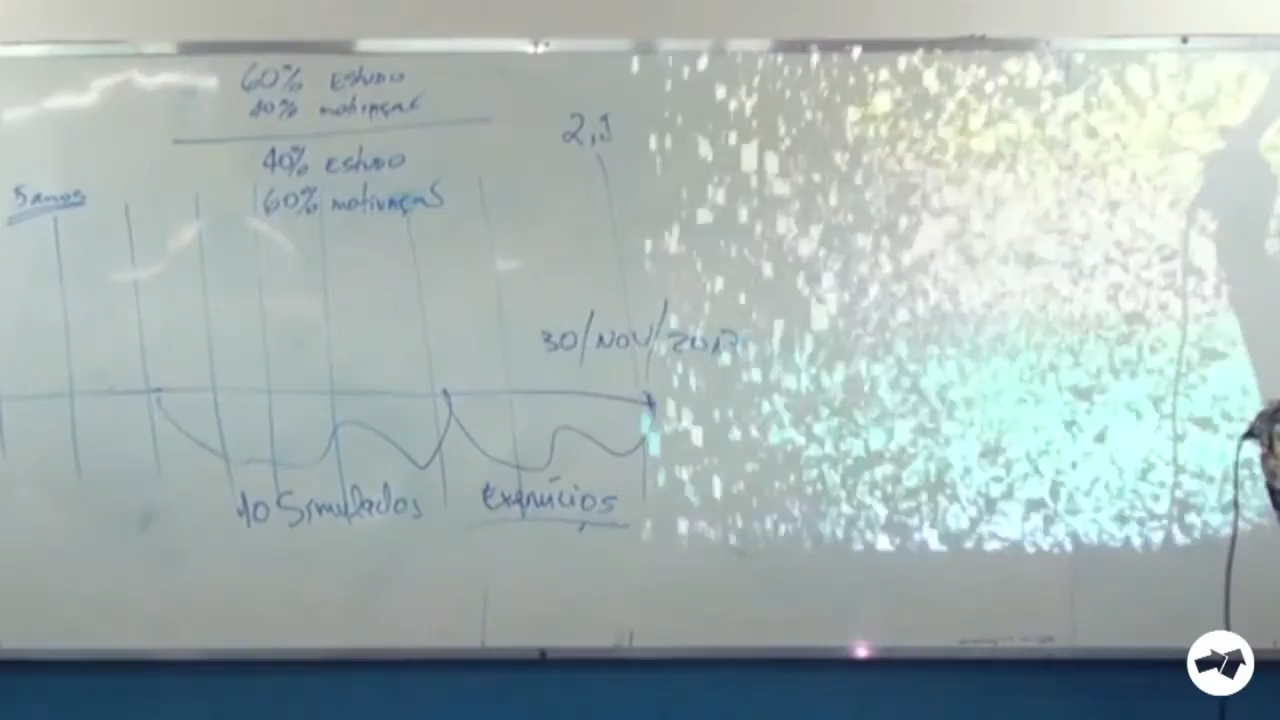 60% ESTUDO
40% motivação
40% ESTUDO
60% motivação
5 anos
2,1
30/NOV/2017
10 Simulados
Exercícios